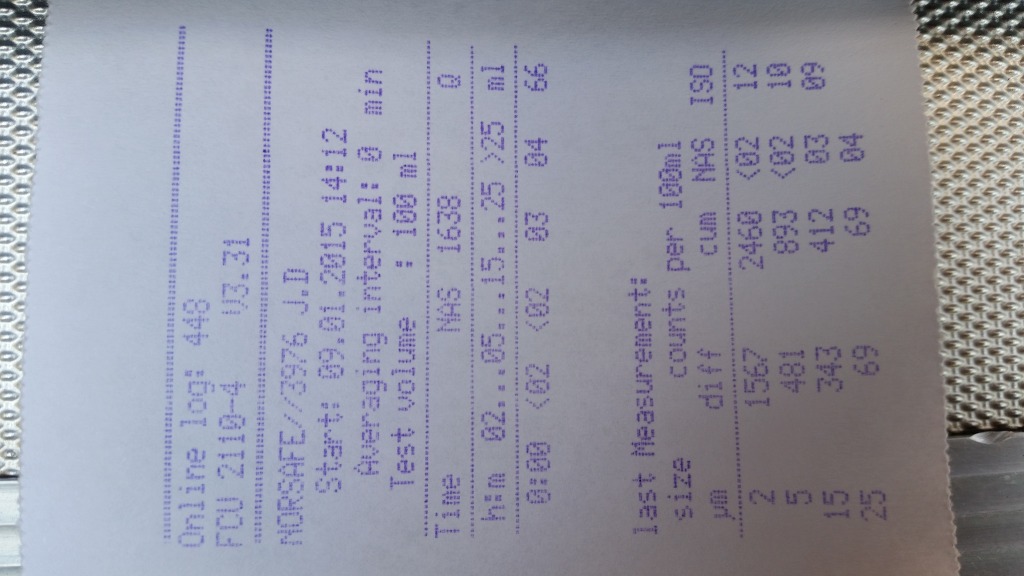 Online log: 448
FCU 2110-4 V3.31
NORSAFE//3976 J.D
Start: 09.01.2015 14:12
Averaging interval: 0 min
Test volume : 100 ml
Time NAS 1638 Q
h:m 02...05...15...25 >25 ml
0:00 <02 <02 03 04 66
last Measurement:
size counts per 100ml
µm diff cum NAS ISO
2 1567 2460 <02 12
5 481 893 <02 10
15 343 412 03 09
25 69 69 04